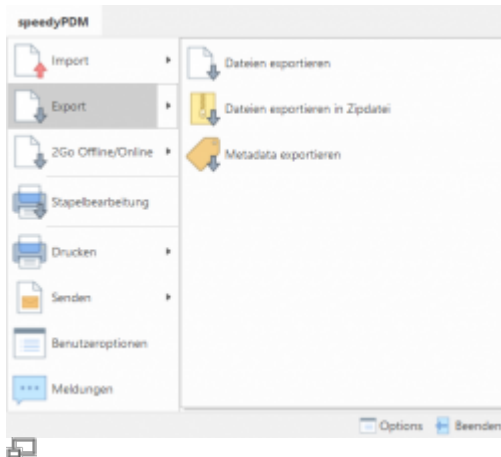 speedyPDM
Import
Export
2Go Offline/Online
Stapelbearbeitung
Drucken
Senden
Benutzeroptionen
Meldungen
Dateien exportieren
Dateien exportieren in Zipdatei
Metadata exportieren
Options
Beenden